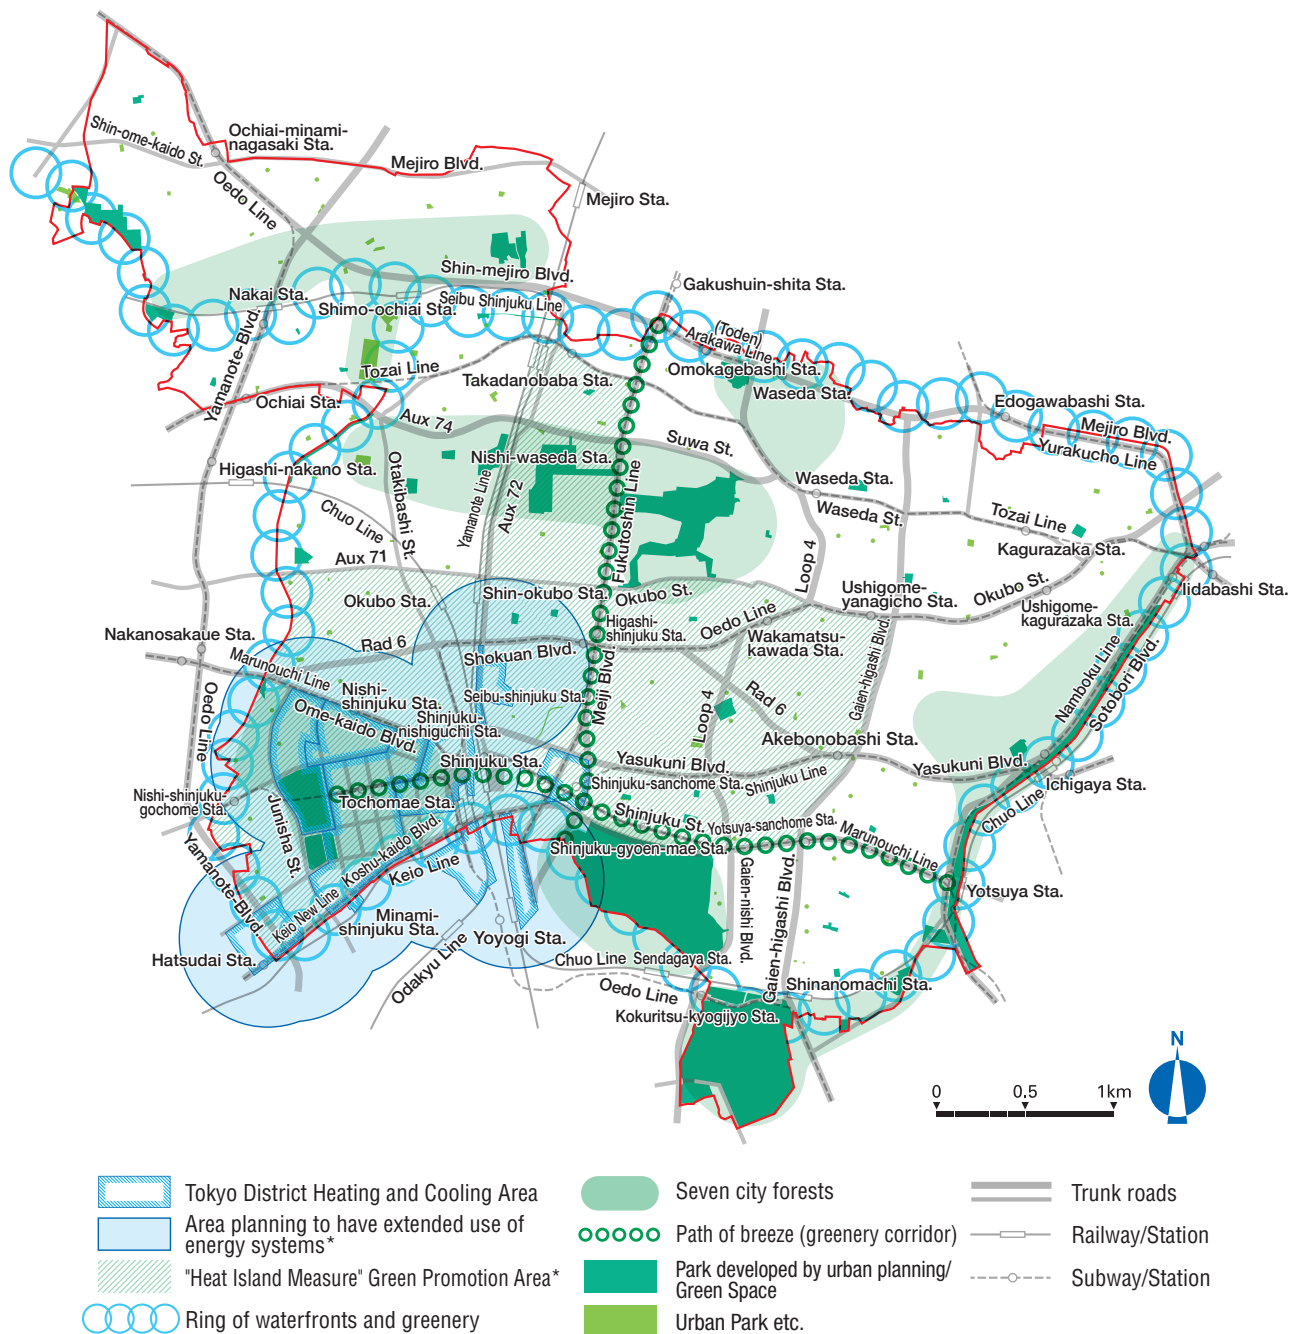 Ochiai-minami-
nagasaki Sta.
Shin-ome-kaido St.
Mejiro Blvd.
Oedo Line
Mejiro Sta.
Shin-mejiro Blvd.
Gakushuin-shita Sta.
Nakai Sta.
Shimo-ochiai Sta.
Seibu Shinjuku Line
(Toden)
Arakawa Line
Omokagebashi Sta.
Yamanote-Blvd.
Tozai Line
Takadanobaba Sta.
Waseda Sta.
Ochiai Sta.
Edogawabashi Sta.
Aux 74
Mejiro Blvd.
Suwa St.
Yurakucho Line
Higashi-nakano Sta.
Otakibashi St.
Nishi-waseda Sta.
Waseda Sta.
Yamanote Line
Aux 72
Fukutoshin Line
Waseda St.
Tozai Line
Chuo Line
Kagurazaka Sta.
Aux 71
Loop 4
Okubo Sta.
Shin-okubo Sta.
Okubo St.
Ushigome-
yanagicho Sta.
Okubo St.
Iidabashi Sta.
Ushigome-
kagurazaka Sta.
Nakanosakaue Sta.
Higashi-
shinjuku Sta.
Oedo Line
Wakamatsu-
kawada Sta.
Rad 6
Shokuan Blvd.
Marunouchi Line
Nishi-
shinjuku Sta.
Seibu-shinjuku Sta.
Meiji Blvd.
Loop 4
Rad 6
Gaien-higashi Blvd.
Namboku Line
Sotobori Blvd.
Oedo Line
Ome-kaido Blvd.
Shinjuku-
nishiguchi Sta.
Akebonobashi Sta.
Shinjuku Sta.
Yasukuni Blvd.
Yasukuni Blvd.
Shinjuku-sanchome Sta.
Shinjuku Line
Ichigaya Sta.
Nishi-shinjuku-
gochome Sta.
Tochomae Sta.
Junisha St.
Shinjuku St.
Yotsuya-sanchome Sta.
Marunouchi Line
Chuo Line
Yamanote-Blvd.
Koshu-kaido Blvd.
Keio Line
Shinjuku-gyoen-mae Sta.
Yotsuya Sta.
Keio New Line
Gaien-nishi Blvd.
Gaien-higashi Blvd.
Minami-
shinjuku Sta.
Yoyogi Sta.
Hatsudai Sta.
Odakyu Line
Chuo Line
Sendagaya Sta.
Shinanomachi Sta.
Oedo Line
Kokuritsu-kyogijyo Sta.
N
0 0.5 1km
Tokyo District Heating and Cooling Area
Area planning to have extended use of
energy systems*
"Heat Island Measure" Green Promotion Area*
Ring of waterfronts and greenery
Seven city forests
Path of breeze (greenery corridor)
Park developed by urban planning/
Green Space
Urban Park etc.
Trunk roads
Railway/Station
Subway/Station